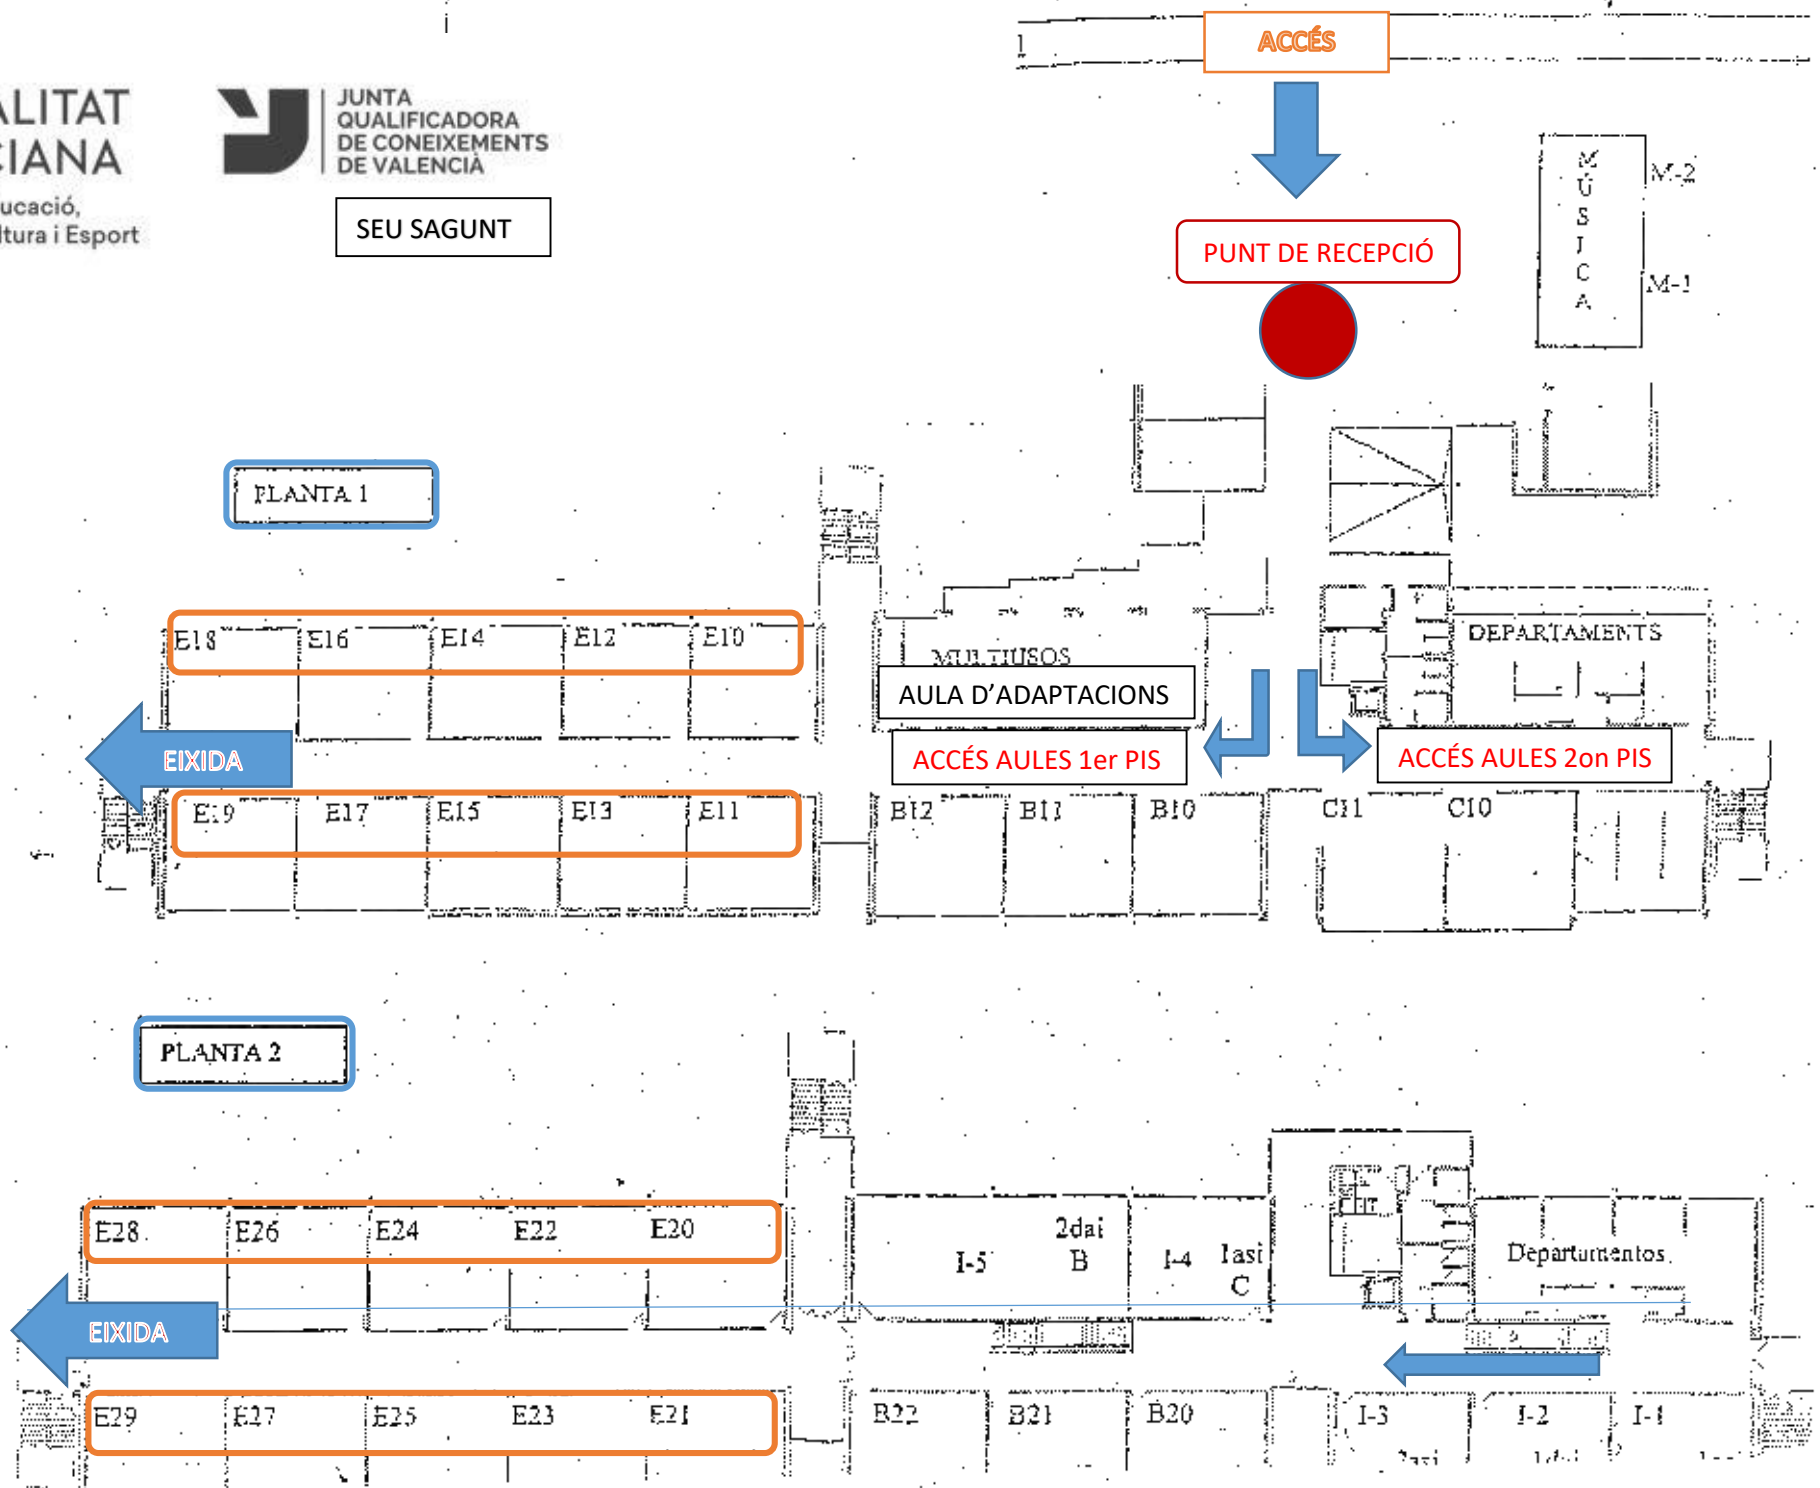 ACCÉS
ALITAT
CIANA
ucació,
ltura i Esport
JUNTA
QUALIFICADORA
DE CONEIXEMENTS
DE VALENCIÀ
SEU SAGUNT
MÚSICA
M-2
M-1
PUNT DE RECEPCIÓ
PLANTA 1
E18 E16 E14 E12 E10
MULTIUSOS
DEPARTAMENTS
AULA D'ADAPTACIONS
EIXIDA
ACCÉS AULES 1er PIS
ACCÉS AULES 2on PIS
E19 E17 E15 E13 E11 B12 B11 B10 C11 C10
PLANTA 2
E28 E26 E24 E22 E20
I-5
2dai
B
I-4
1asi
C
Departamentos
EIXIDA
E29 E27 E25 E23 E21 B22 B21 B20 I-3 I-2 I-1